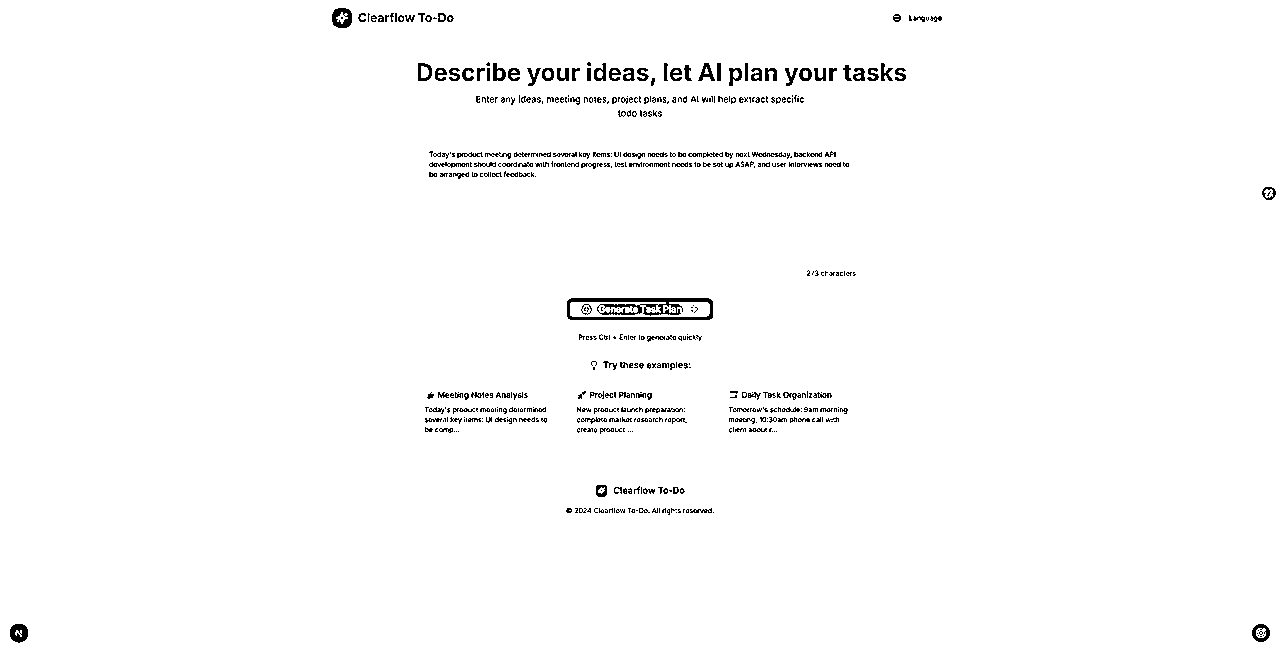 Clearflow To-Do
Language
Describe your ideas, let AI plan your tasks
Enter any ideas, meeting notes, project plans, and AI will help extract specific
todo tasks
Today's product meeting determined several key items: UI design needs to be completed by next Wednesday, backend API
development should coordinate with frontend progress, test environment needs to be set up ASAP, and user interviews need to
be arranged to collect feedback.
273 characters
Generate Task Plan
Press Ctrl + Enter to generate quickly
Try these examples:
Meeting Notes Analysis
Today's product meeting determined
several key items: UI design needs to
be comp...
Project Planning
New product launch preparation:
complete market research report,
create product ...
Daily Task Organization
Tomorrow's schedule: 9am morning
meeting, 10:30am phone call with
client about r...
Clearflow To-Do
© 2024 Clearflow To-Do. All rights reserved.